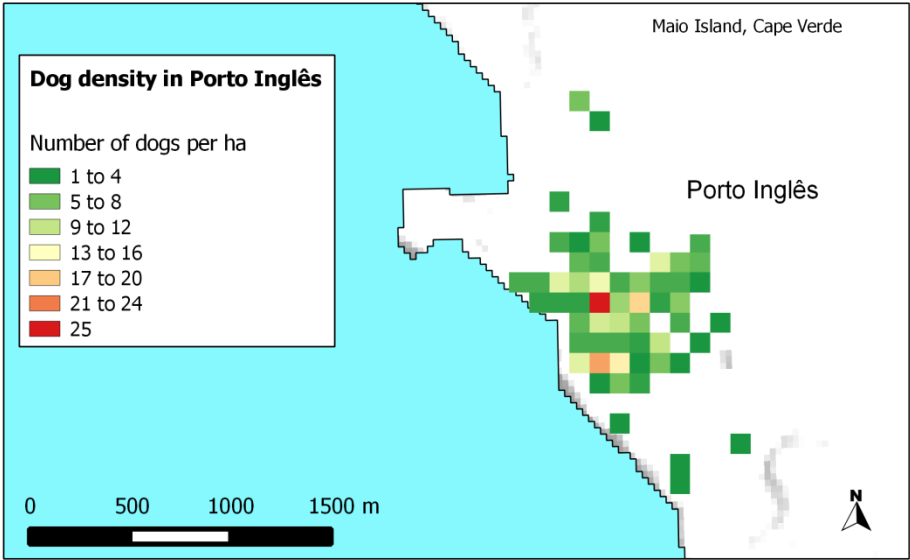 Maio Island, Cape Verde
Dog density in Porto Inglês
Number of dogs per ha
1 to 4
5 to 8
9 to 12
13 to 16
17 to 20
21 to 24
25
Porto Inglês
0 500 1000 1500 m
N